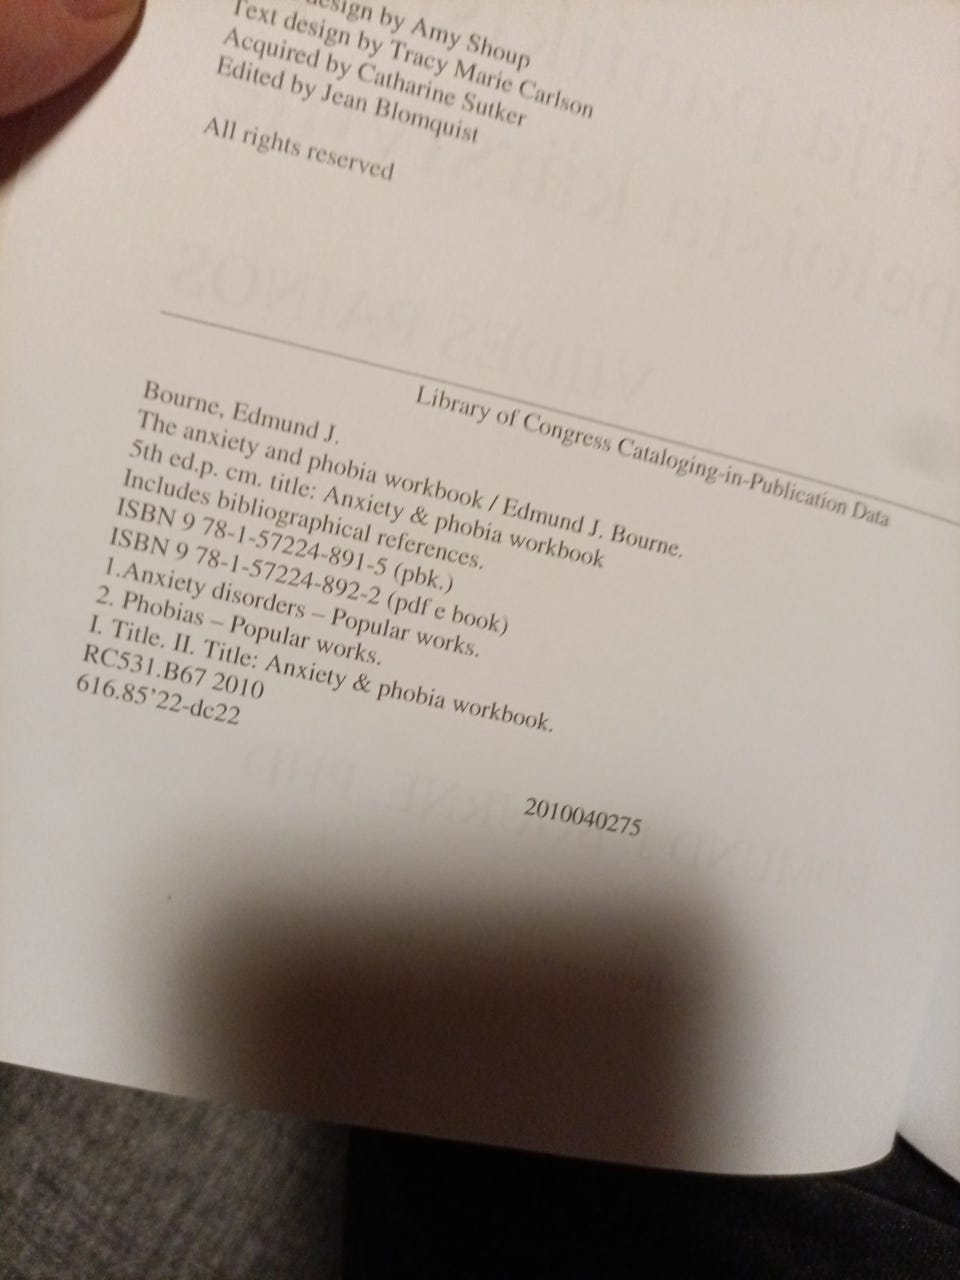 design by Amy Shoup
Text design by Tracy Marie Carlson
Acquired by Catharine Sutker
Edited by Jean Blomquist
All rights reserved
Library of Congress Cataloging-in-Publication Data
Bourne, Edmund J.
The anxiety and phobia workbook / Edmund J. Bourne.
5th ed.p. cm. title: Anxiety & phobia workbook
Includes bibliographical references.
ISBN 9 78-1-57224-891-5 (pbk.)
ISBN 9 78-1-57224-892-2 (pdf e book)
1.Anxiety disorders – Popular works.
2. Phobias – Popular works.
I. Title. II. Title: Anxiety & phobia workbook.
RC531.B67 2010
616.85’22-dc22
2010040275